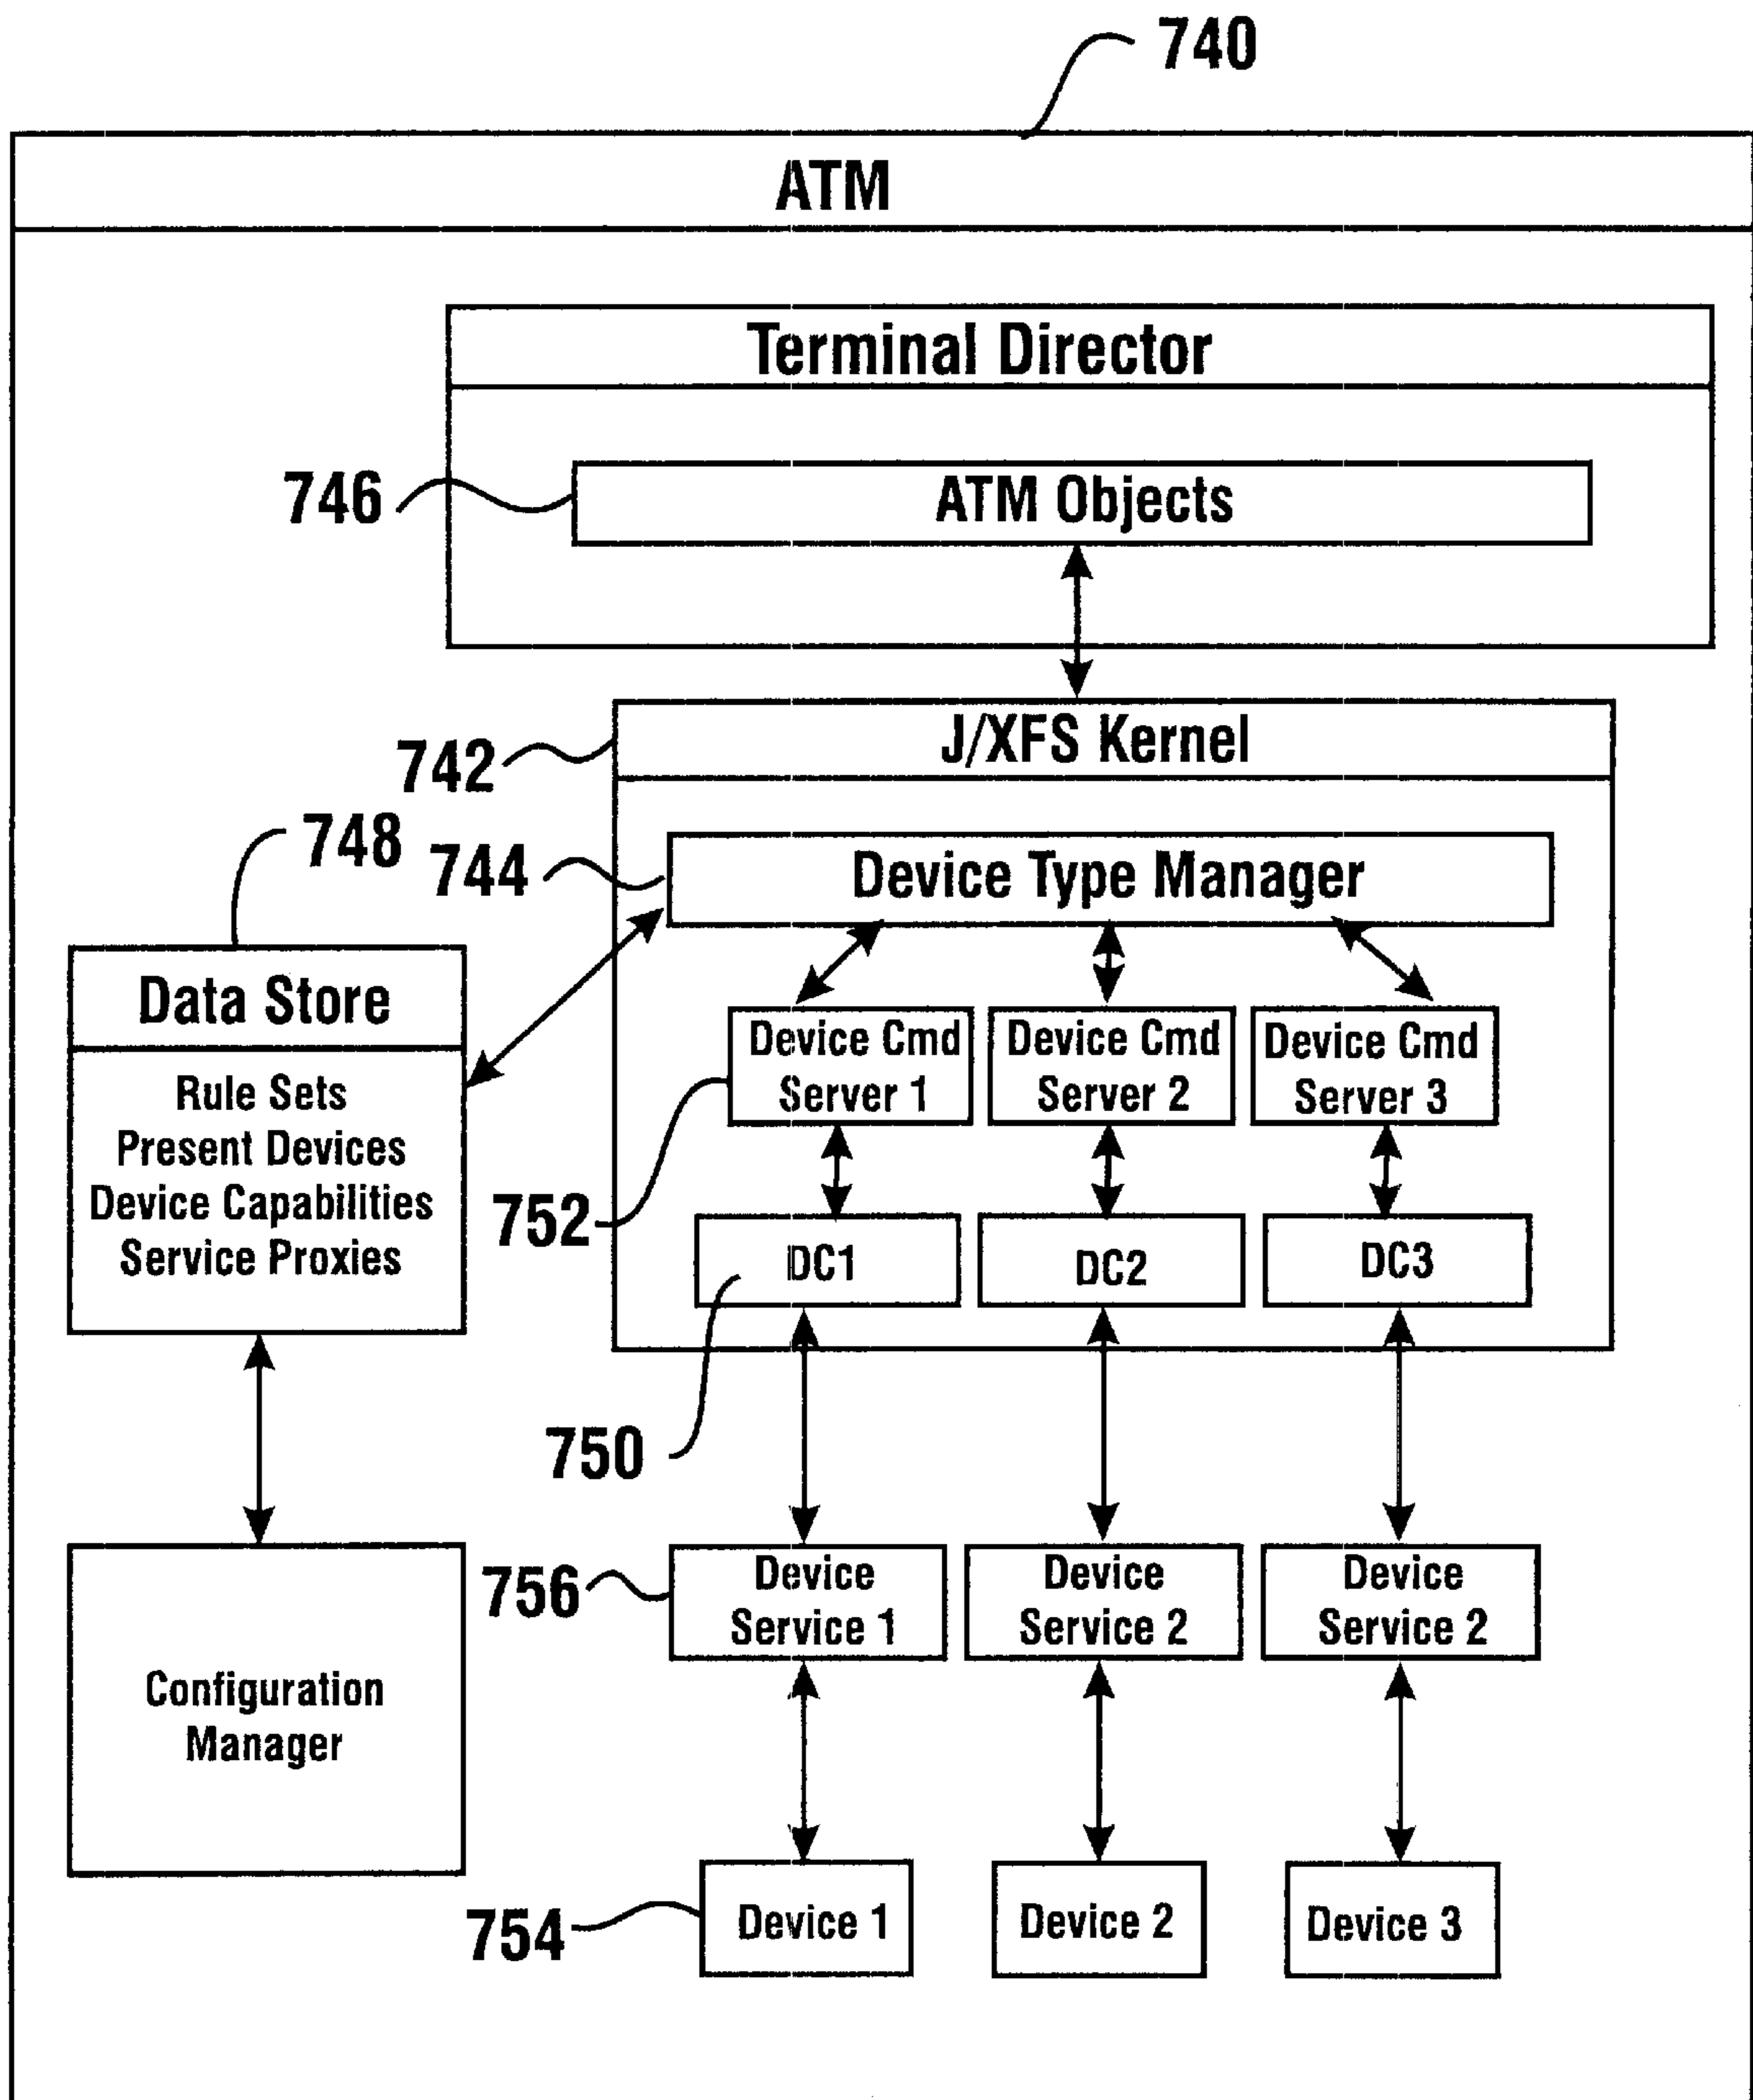 740
ATM
Terminal Director
746
ATM Objects
742
J/XFS Kernel
748
744
Device Type Manager
Data Store
Rule Sets
Present Devices
Device Capabilities
Service Proxies
Device Cmd
Server 1
Device Cmd
Server 2
Device Cmd
Server 3
752
DC1
DC2
DC3
750
756
Device
Service 1
Device
Service 2
Device
Service 2
Configuration
Manager
754
Device 1
Device 2
Device 3